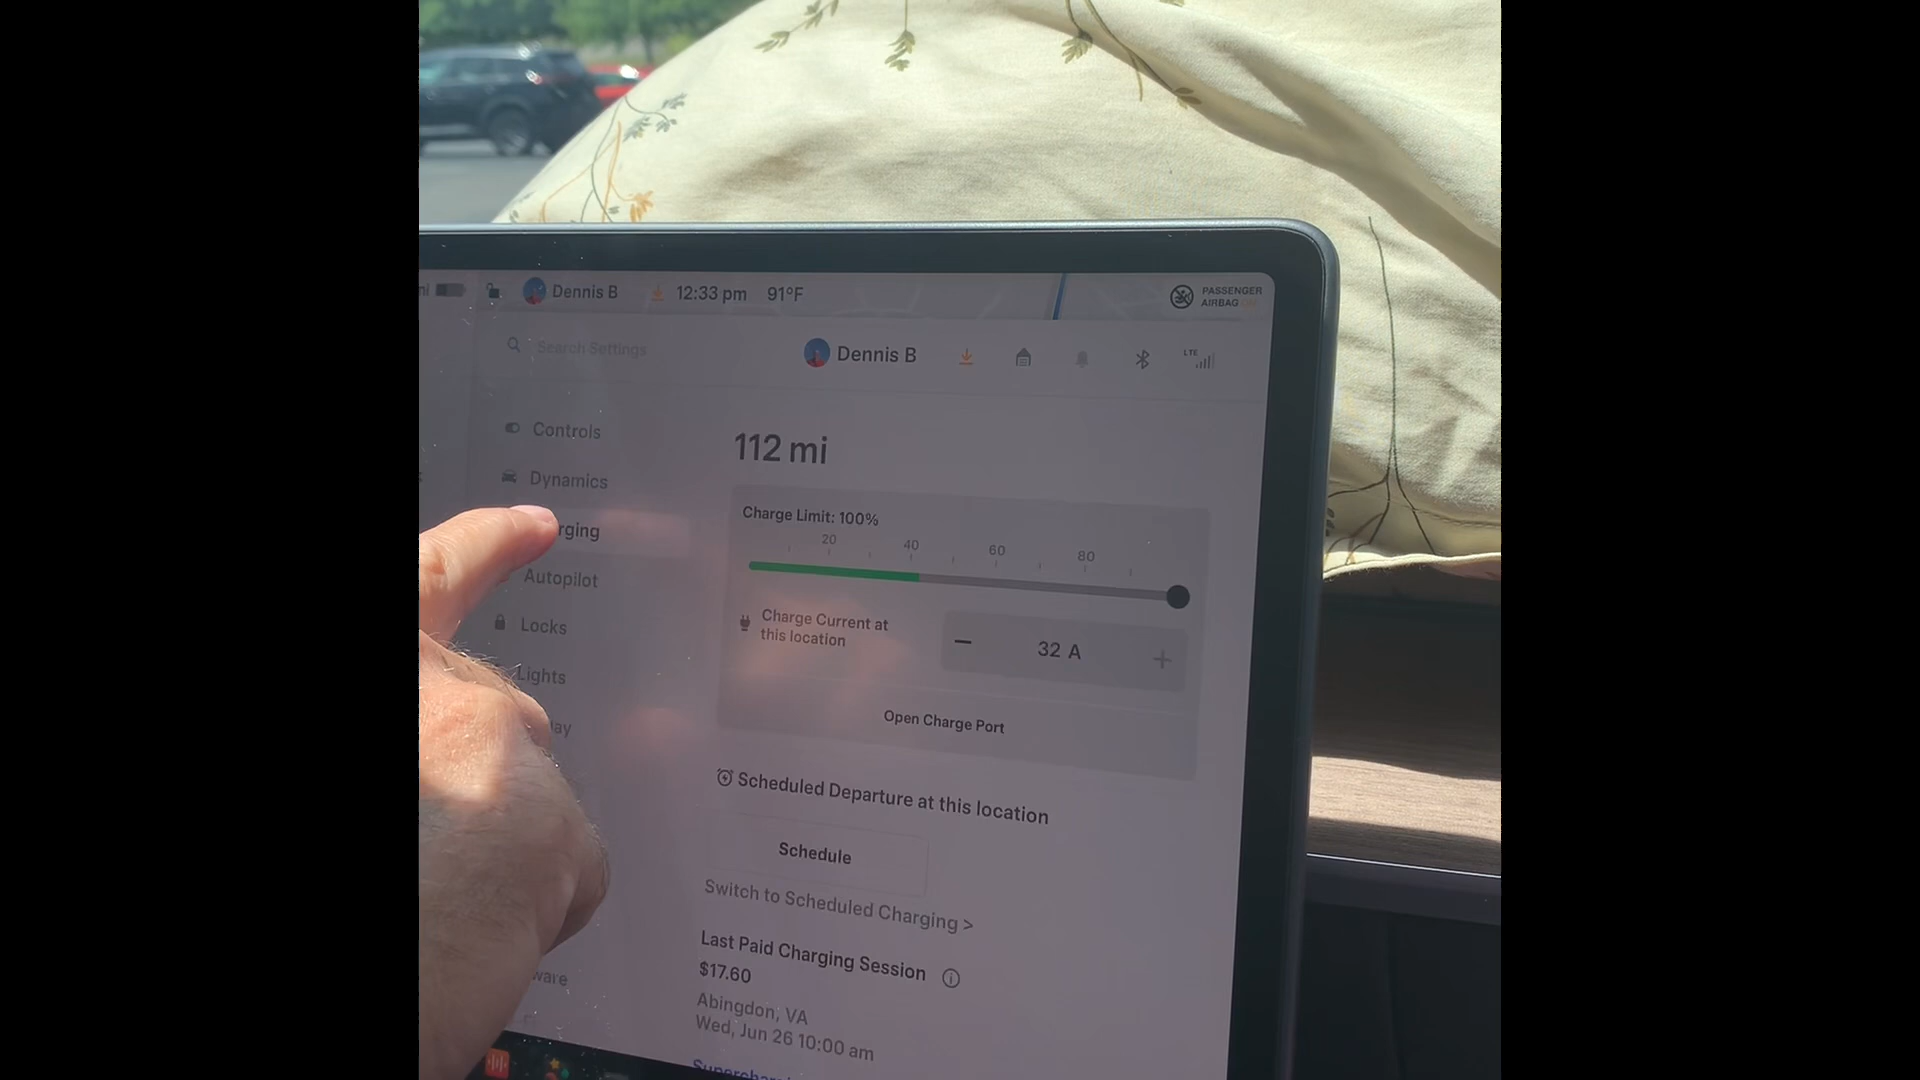 Dennis B 12:33 pm 91°F
PASSENGER
AIRBAG
Search Settings
Dennis B
LTE
Controls
Dynamics
rging
Autopilot
Locks
Lights
ay
ware
112 mi
Charge Limit: 100%
20 40 60 80
Charge Current at
this location
32 A
Open Charge Port
Scheduled Departure at this location
Schedule
Switch to Scheduled Charging >
Last Paid Charging Session
$17.60
Abingdon, VA
Wed, Jun 26 10:00 am